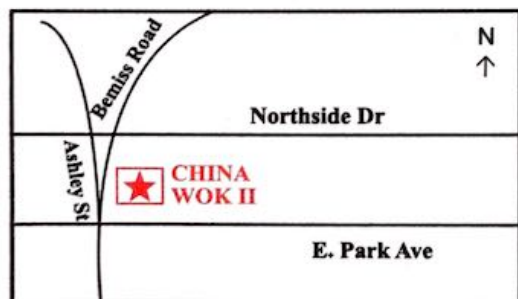 N
Bemiss Road
Northside Dr
Ashley St
CHINA
WOK II
E. Park Ave